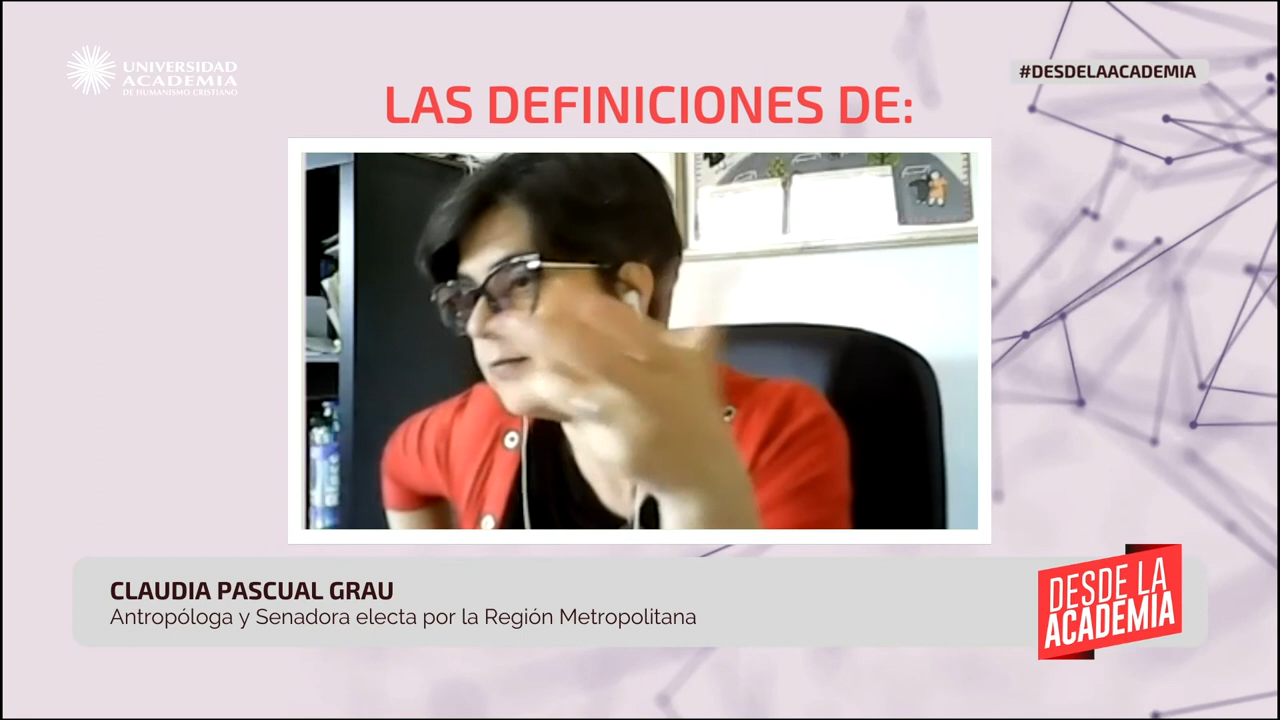 UNIVERSIDAD
ACADEMIA
DE HUMANISMO CRISTIANO
#DESDELAACADEMIA
LAS DEFINICIONES DE:
CLAUDIA PASCUAL GRAU
Antropóloga y Senadora electa por la Región Metropolitana
DESDE LA
ACADEMIA